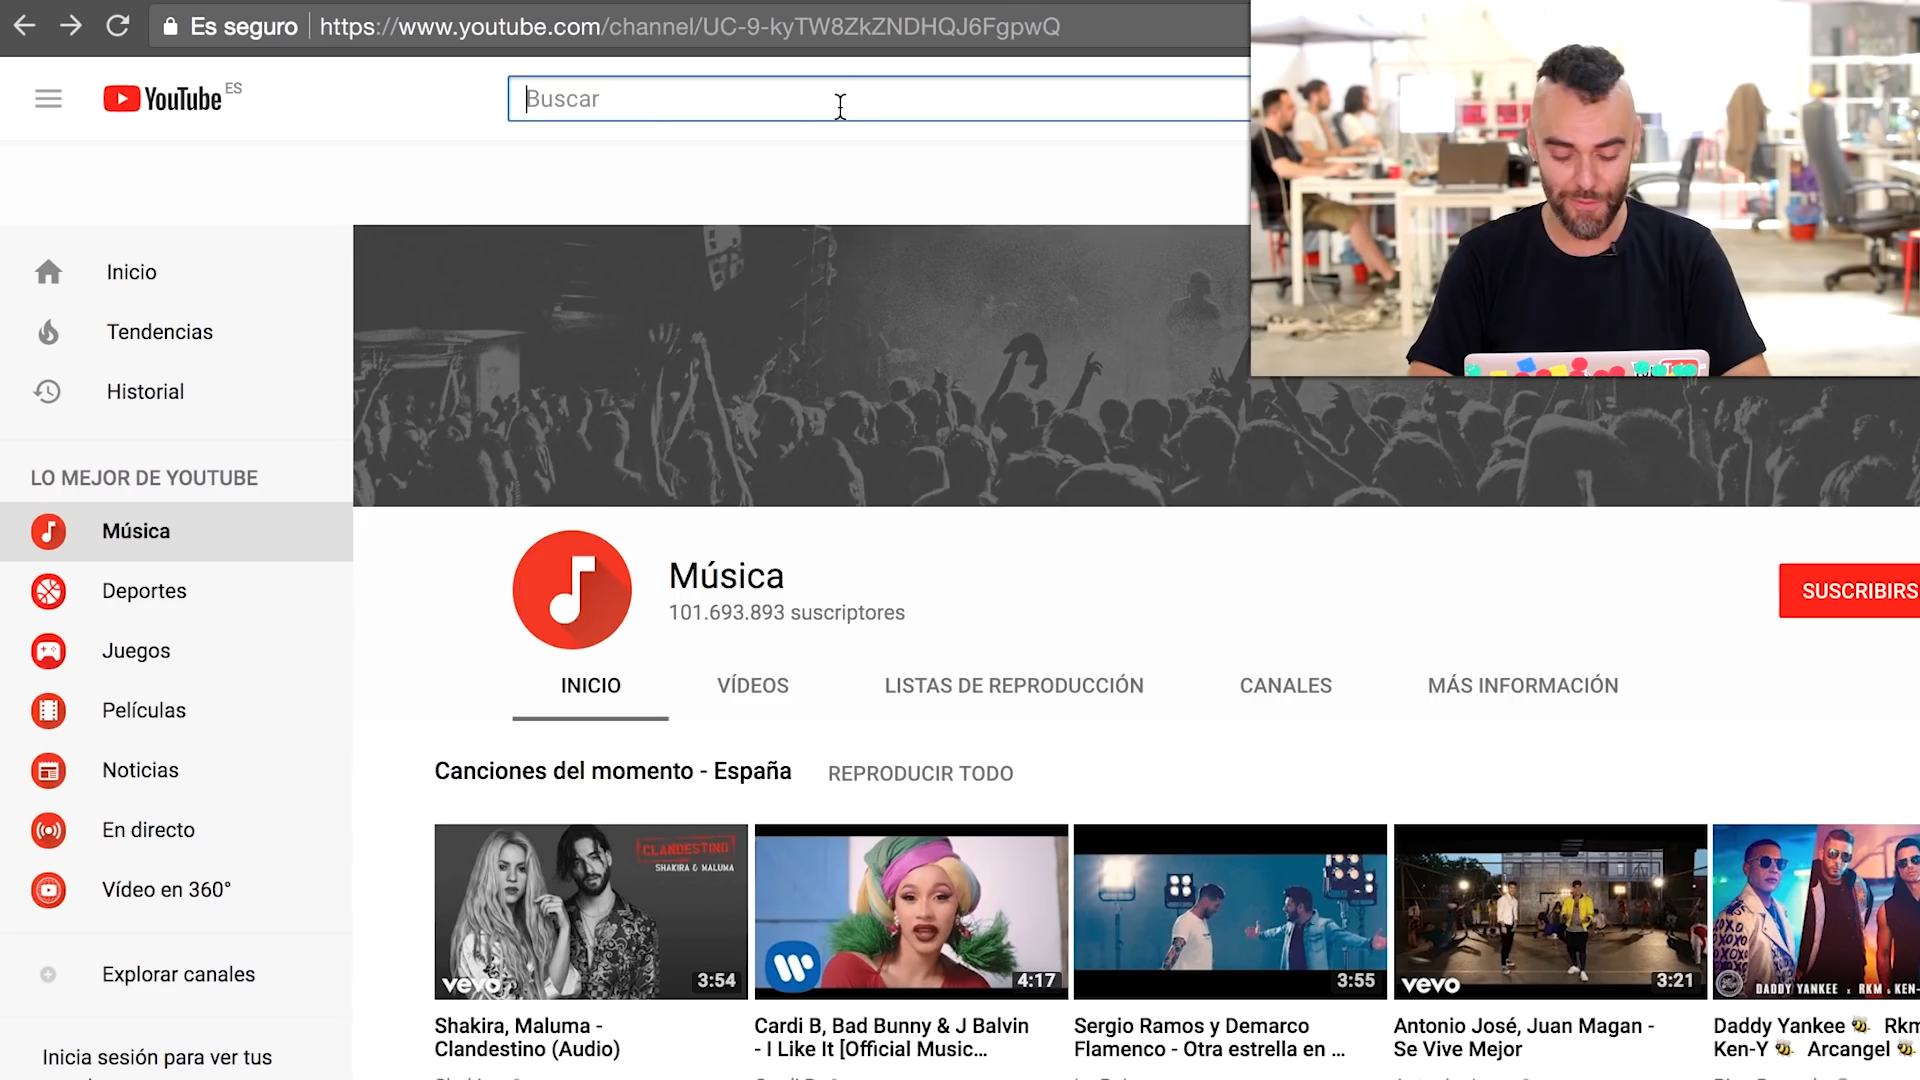 Es seguro
https://www.youtube.com/channel/UC-9-kyTW8ZkZNDHQJ6FgpwQ
YouTube ES
Buscar
Inicio
Tendencias
Historial
LO MEJOR DE YOUTUBE
Música
Deportes
Juegos
Películas
Noticias
En directo
Vídeo en 360°
Explorar canales
Inicia sesión para ver tus
Música
101.693.893 suscriptores
SUSCRIBIRS
INICIO
VÍDEOS
LISTAS DE REPRODUCCIÓN
CANALES
MÁS INFORMACIÓN
Canciones del momento - España
REPRODUCIR TODO
CLANDESTINO
SHAKIRA & MALUMA
vevo
3:54
4:17
3:55
vevo
3:21
XOXO
DADDY YANKEE x RKM & KEN-
Shakira, Maluma -
Clandestino (Audio)
Cardi B, Bad Bunny & J Balvin
- I Like It [Official Music...
Sergio Ramos y Demarco
Flamenco - Otra estrella en ...
Antonio José, Juan Magan -
Se Vive Mejor
Daddy Yankee 🐝 Rkm
Ken-Y 🐝 Arcangel 🐝